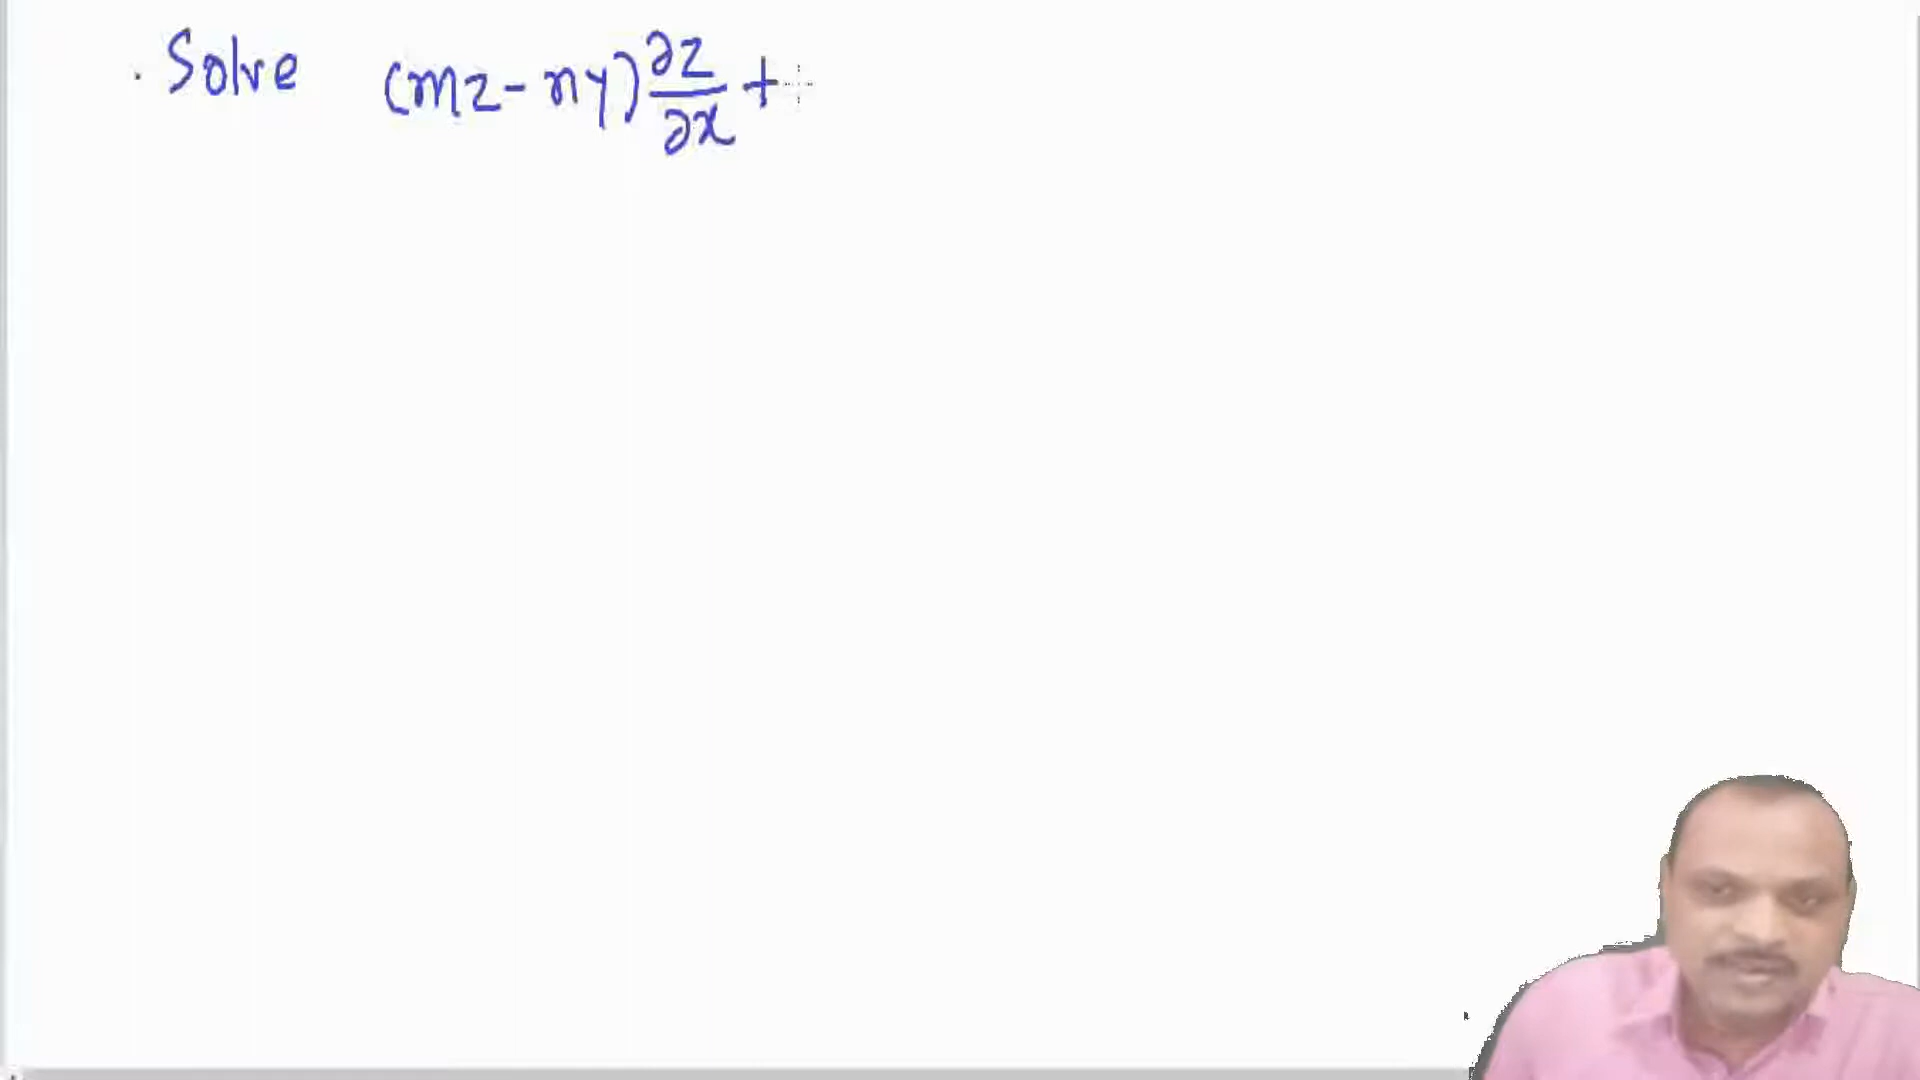 Solve (mz - ny) ∂z/∂x +